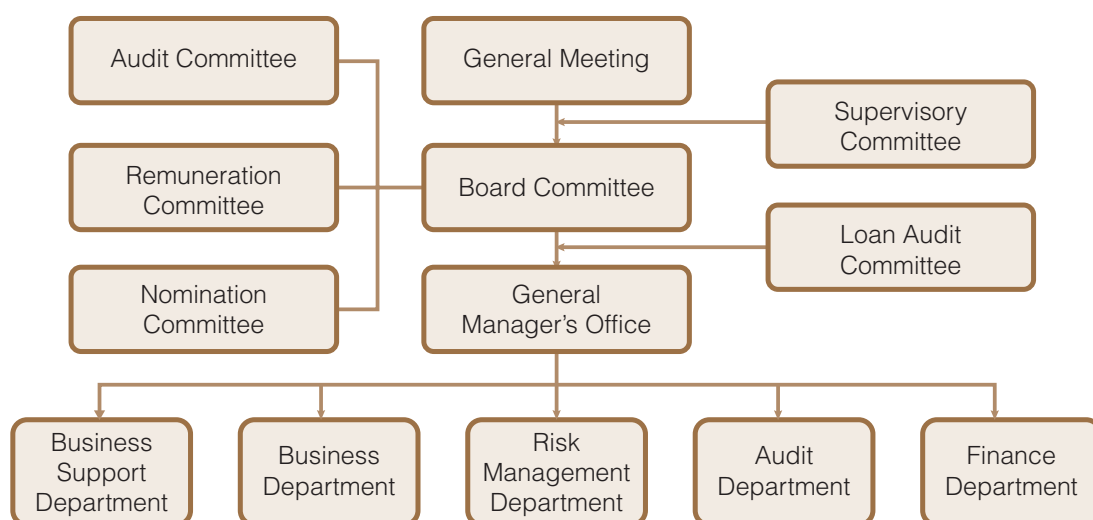 Audit Committee
General Meeting
Supervisory
Committee
Remuneration
Committee
Board Committee
Loan Audit
Committee
Nomination
Committee
General
Manager’s Office
Business
Support
Department
Business
Department
Risk
Management
Department
Audit
Department
Finance
Department